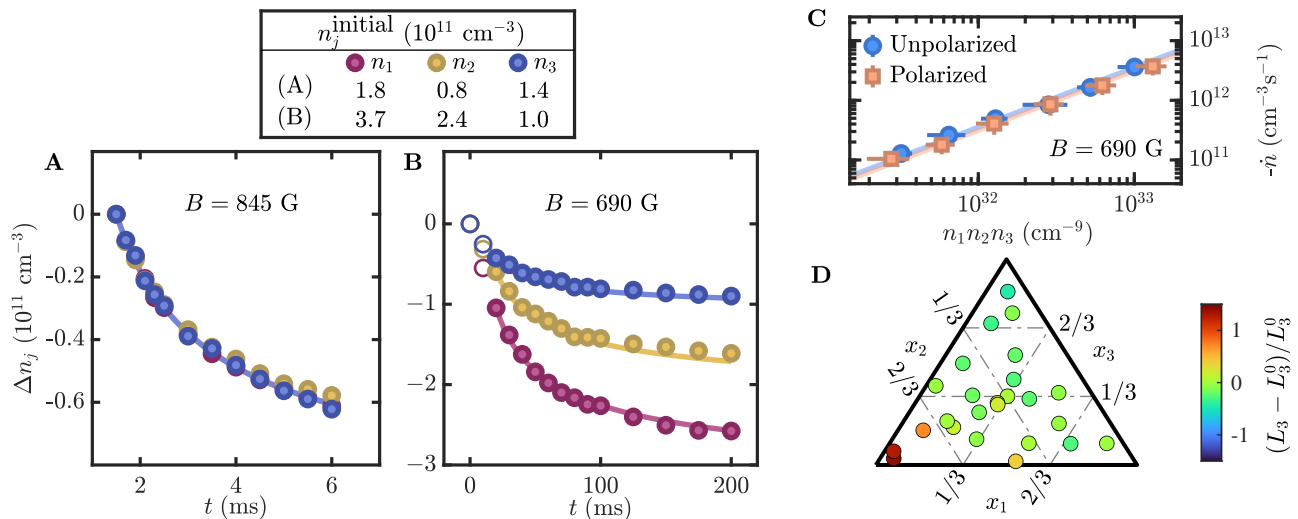 n_j^initial (10^11 cm^-3)
n_1 n_2 n_3
(A) 1.8 0.8 1.4
(B) 3.7 2.4 1.0
A
B = 845 G
0
-0.2
-0.4
-0.6
Δn_j (10^11 cm^-3)
2 4 6
t (ms)
B
B = 690 G
0
−1
−2
−3
0 100 200
t (ms)
C
Unpolarized
Polarized
B = 690 G
10^13
10^12
10^11
-ṅ (cm^-3 s^-1)
10^32 10^33
n_1n_2n_3 (cm^-9)
D
1/3
2/3
x_2
x_3
2/3
1/3
1/3
2/3
x_1
1
0
-1
(L_3 − L_3^0)/L_3^0